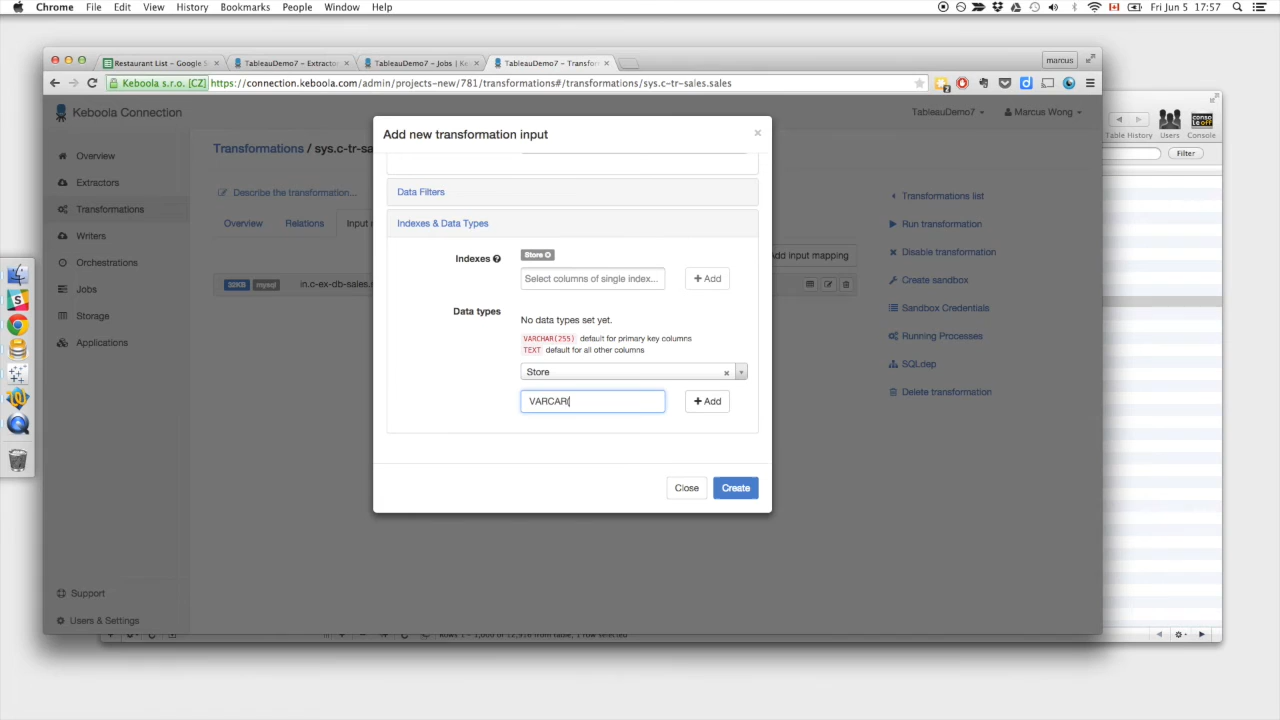 Chrome File Edit View History Bookmarks People Window Help Fri Jun 5 17:57
Restaurant List - Google S × TableauDemo7 - Extractor × TableauDemo7 - Jobs | Ke × TableauDemo7 - Transform × marcus
Keboola s.r.o. [CZ] https://connection.keboola.com/admin/projects-new/781/transformations#/transformations/sys.c-tr-sales.sales
Keboola Connection TableauDemo7 Marcus Wong
Table History Users Console
Filter
Add new transformation input ×
Overview
Extractors
Transformations
Writers
Orchestrations
Jobs
Storage
Applications
Support
Users & Settings
Transformations / sys.c-tr-sa
Describe the transformation...
Overview Relations Input
dd input mapping
32KB mysql in.c-ex-db-sales.
Data Filters
Indexes & Data Types
Indexes Store
Select columns of single index... + Add
Data types No data types set yet.
VARCHAR(255) default for primary key columns
TEXT default for all other columns
Store ×
VARCAR( + Add
Close Create
Transformations list
Run transformation
Disable transformation
Create sandbox
Sandbox Credentials
Running Processes
SQLdep
Delete transformation